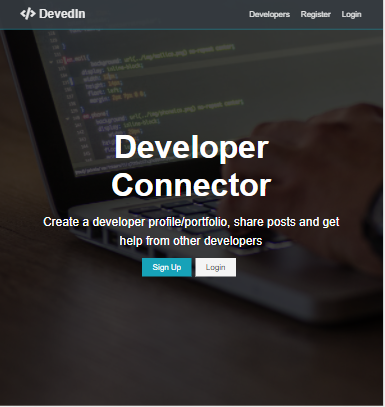 </> DevedIn
Developers Register Login
Developer
Connector
Create a developer profile/portfolio, share posts and get
help from other developers
Sign Up Login